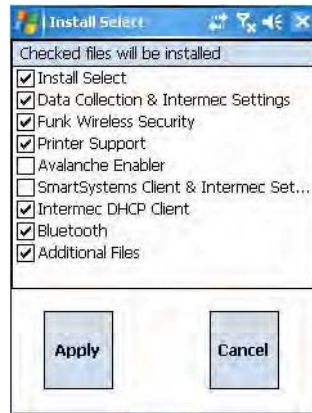 Install Select
Checked files will be installed
Install Select
Data Collection & Intermec Settings
Funk Wireless Security
Printer Support
Avalanche Enabler
SmartSystems Client & Intermec Set...
Intermec DHCP Client
Bluetooth
Additional Files
Apply
Cancel